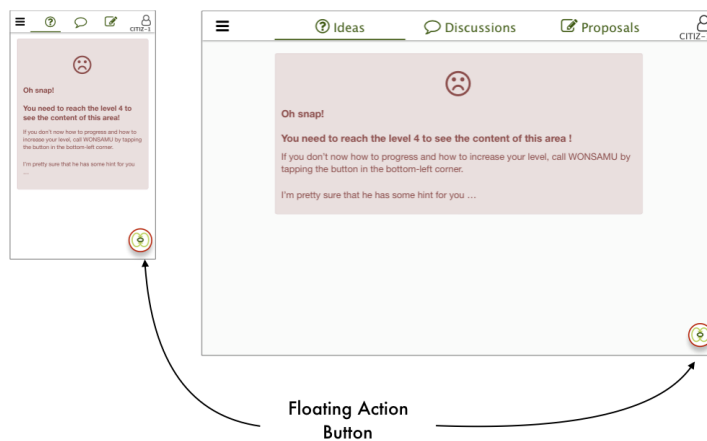 CITIZ-1
Oh snap!
You need to reach the level 4 to
see the content of this area!
If you don't now how to progress and how to
increase your level, call WONSAMU by tapping
the button in the bottom-left corner.
I'm pretty sure that he has some hint for you
...
Ideas
Discussions
Proposals
CITIZ-
Oh snap!
You need to reach the level 4 to see the content of this area !
If you don't now how to progress and how to increase your level, call WONSAMU by
tapping the button in the bottom-left corner.
I'm pretty sure that he has some hint for you ...
Floating Action
Button